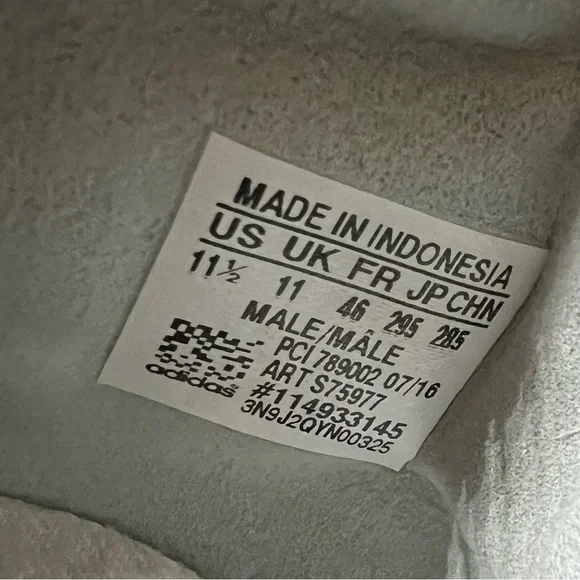 MADE IN INDONESIA
US UK FR JP CHN
11½ 11 46 295 285
MALE/MÂLE
PCI 789002 07/16
ART S75977
#114933145
3N9J2QYN00325
adidas